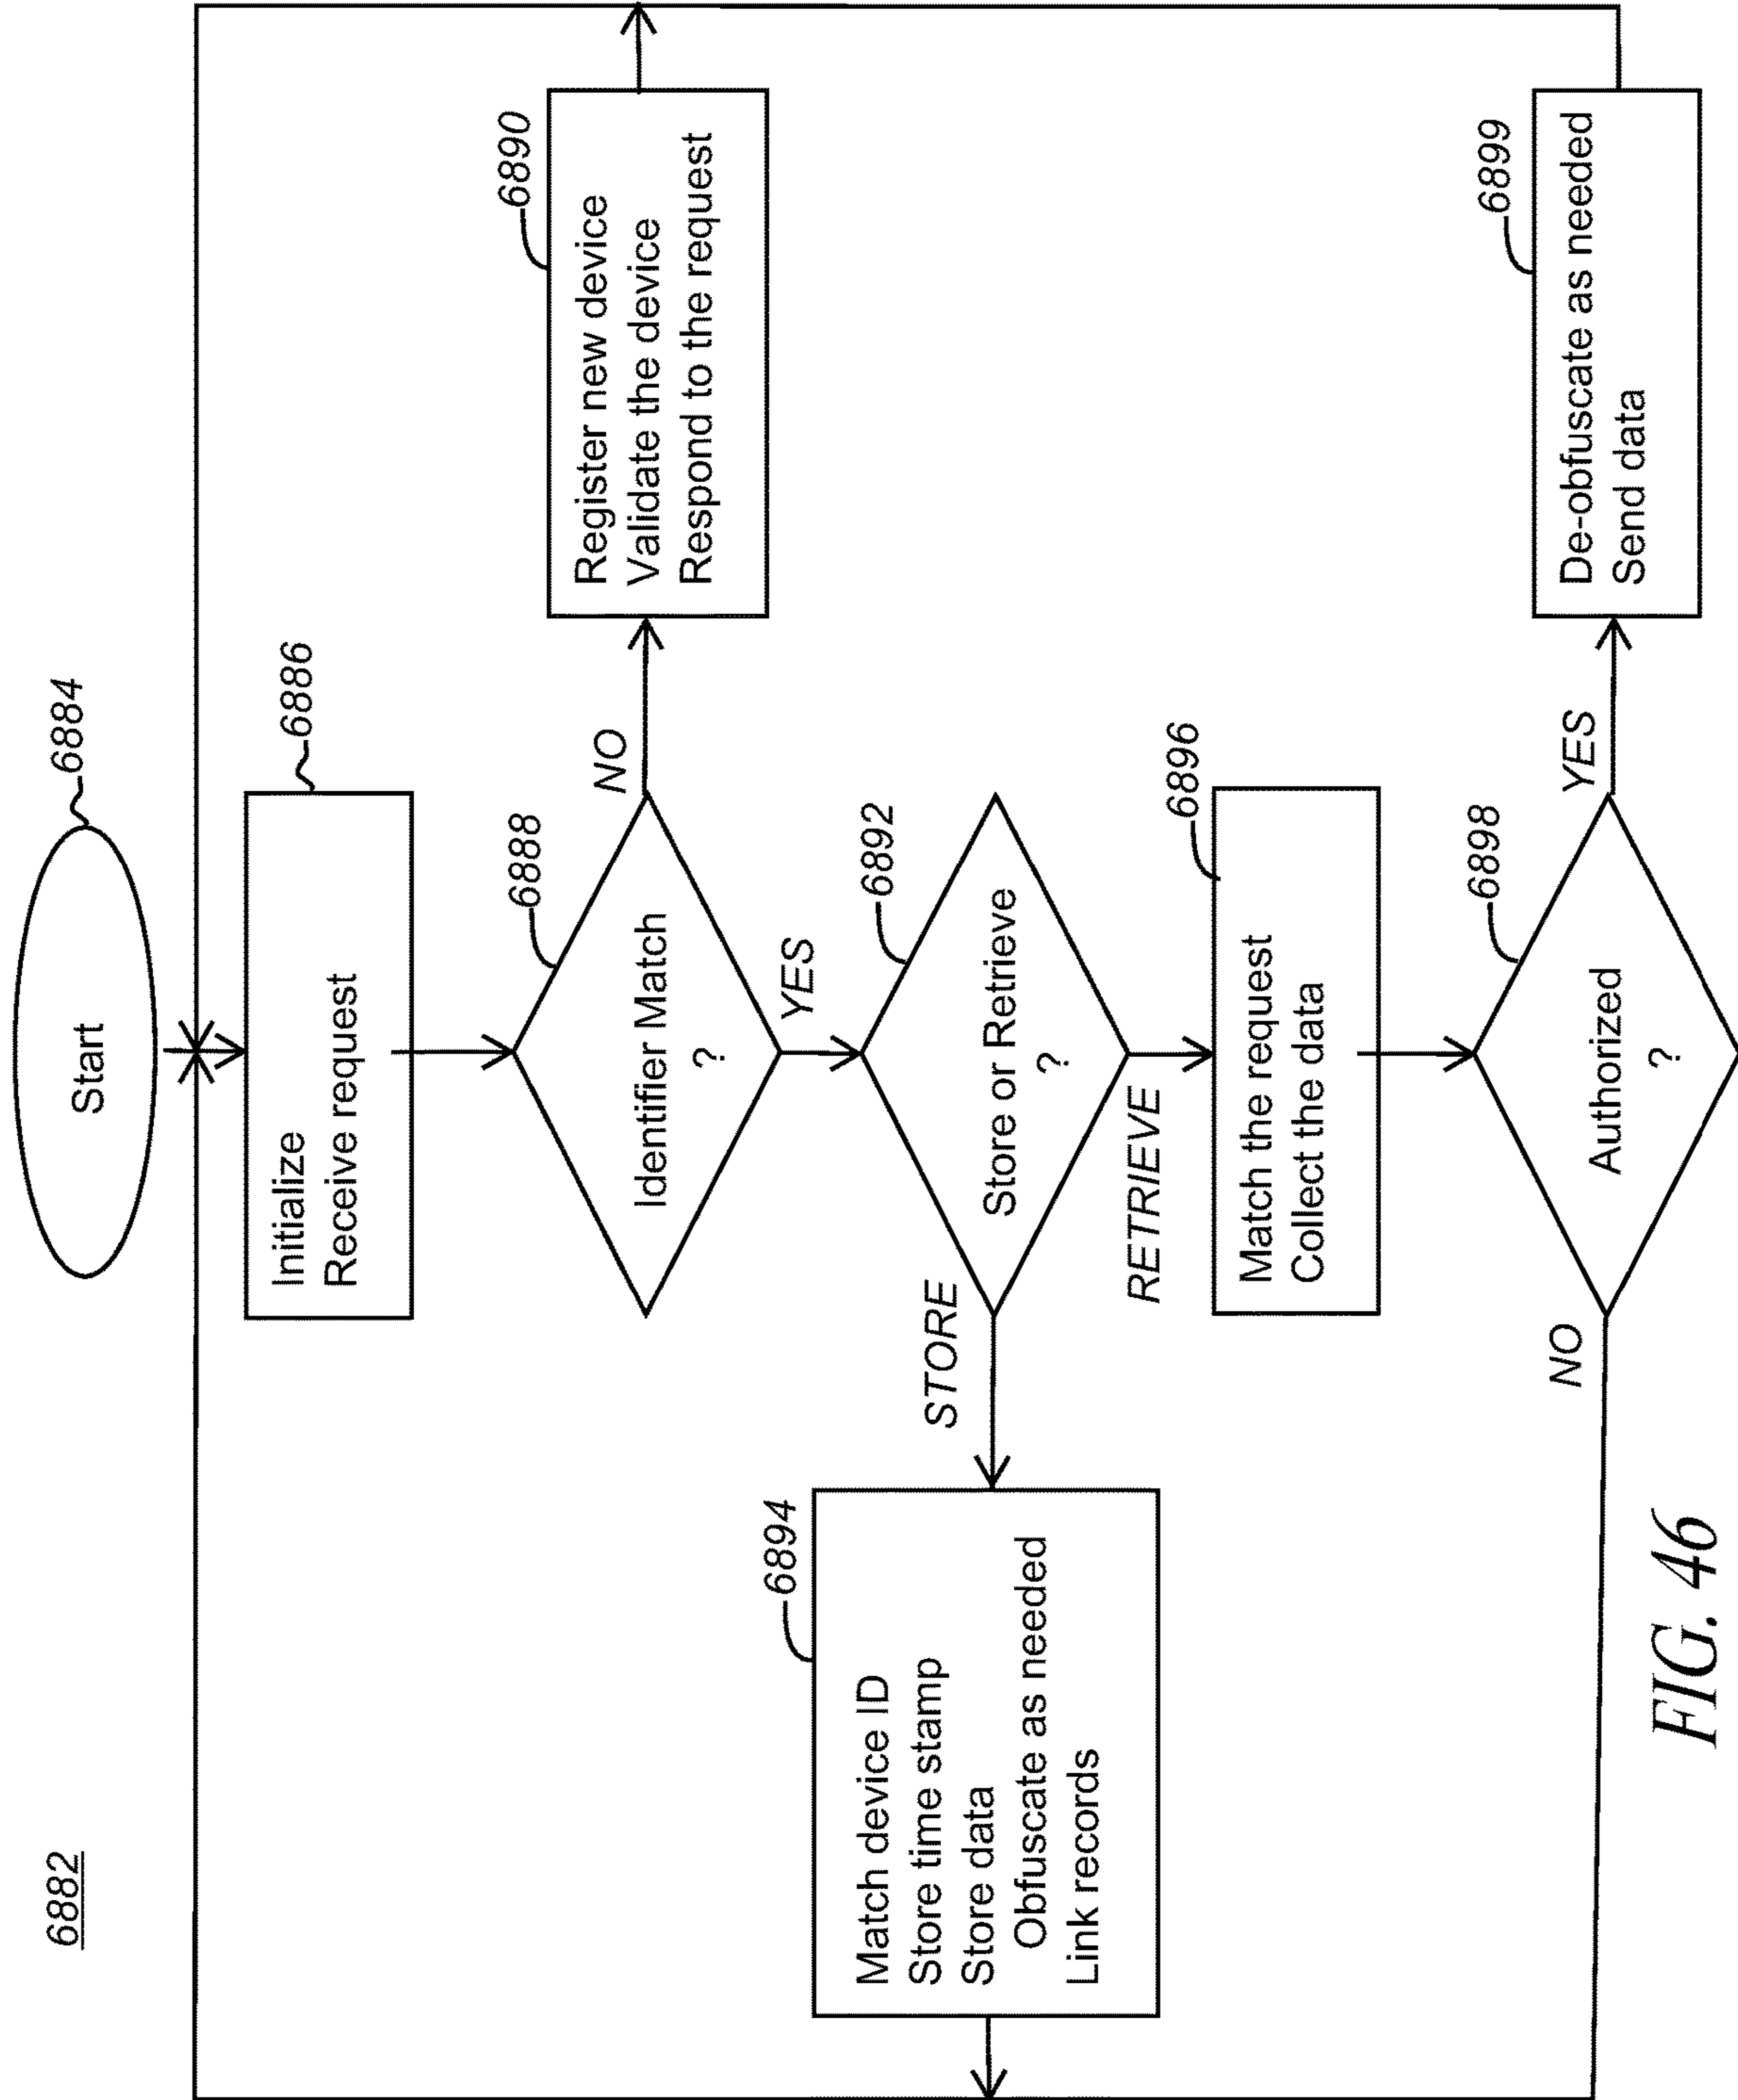 6882
Start
6884
Initialize
Receive request
6886
Identifier Match
?
6888
NO
Register new device
Validate the device
Respond to the request
6890
YES
Store or Retrieve
?
6892
STORE
Match device ID
Store time stamp
Store data
Obfuscate as needed
Link records
6894
RETRIEVE
Match the request
Collect the data
6896
Authorized
?
6898
NO
YES
De-obfuscate as needed
Send data
6899
FIG. 46